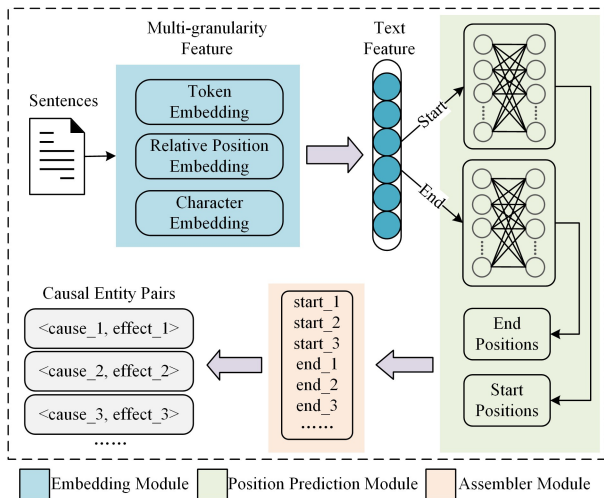 Multi-granularity
Feature
Text
Feature
Sentences
Token
Embedding
Relative Position
Embedding
Character
Embedding
Start
End
Causal Entity Pairs
<cause_1, effect_1>
<cause_2, effect_2>
<cause_3, effect_3>
……
start_1
start_2
start_3
end_1
end_2
end_3
……
End
Positions
Start
Positions
Embedding Module
Position Prediction Module
Assembler Module